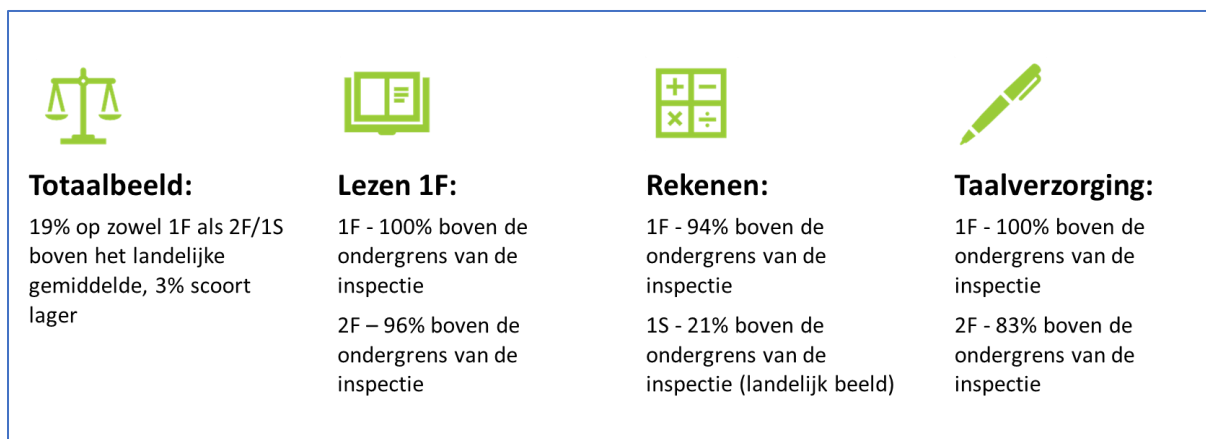 Totaalbeeld:
19% op zowel 1F als 2F/1S
boven het landelijke
gemiddelde, 3% scoort
lager
Lezen 1F:
1F - 100% boven de
ondergrens van de
inspectie
2F – 96% boven de
ondergrens van de
inspectie
Rekenen:
1F - 94% boven de
ondergrens van de
inspectie
1S - 21% boven de
ondergrens van de
inspectie (landelijk beeld)
Taalverzorging:
1F - 100% boven de
ondergrens van de
inspectie
2F - 83% boven de
ondergrens van de
inspectie